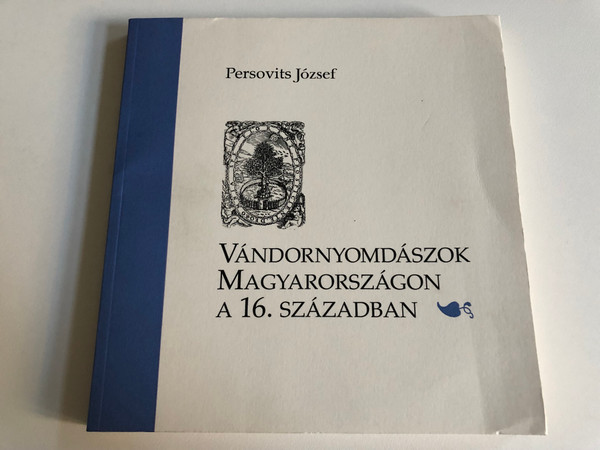 Persovits József
Vándornyomdászok
Magyarországon
a 16. században